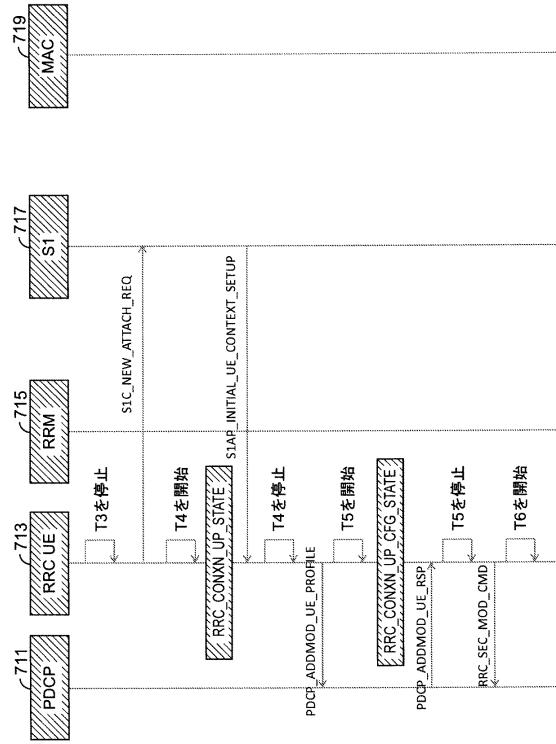 711
PDCP
713
RRC UE
715
RRM
717
S1
719
MAC
T3を停止
S1C_NEW_ATTACH_REQ
T4を開始
RRC_CONXN_UP_STATE
S1AP_INITIAL_UE_CONTEXT_SETUP
T4を停止
PDCP_ADDMOD_UE_PROFILE
T5を開始
RRC_CONXN_UP_CFG_STATE
PDCP_ADDMOD_UE_RSP
T5を停止
RRC_SEC_MOD_CMD
T6を開始